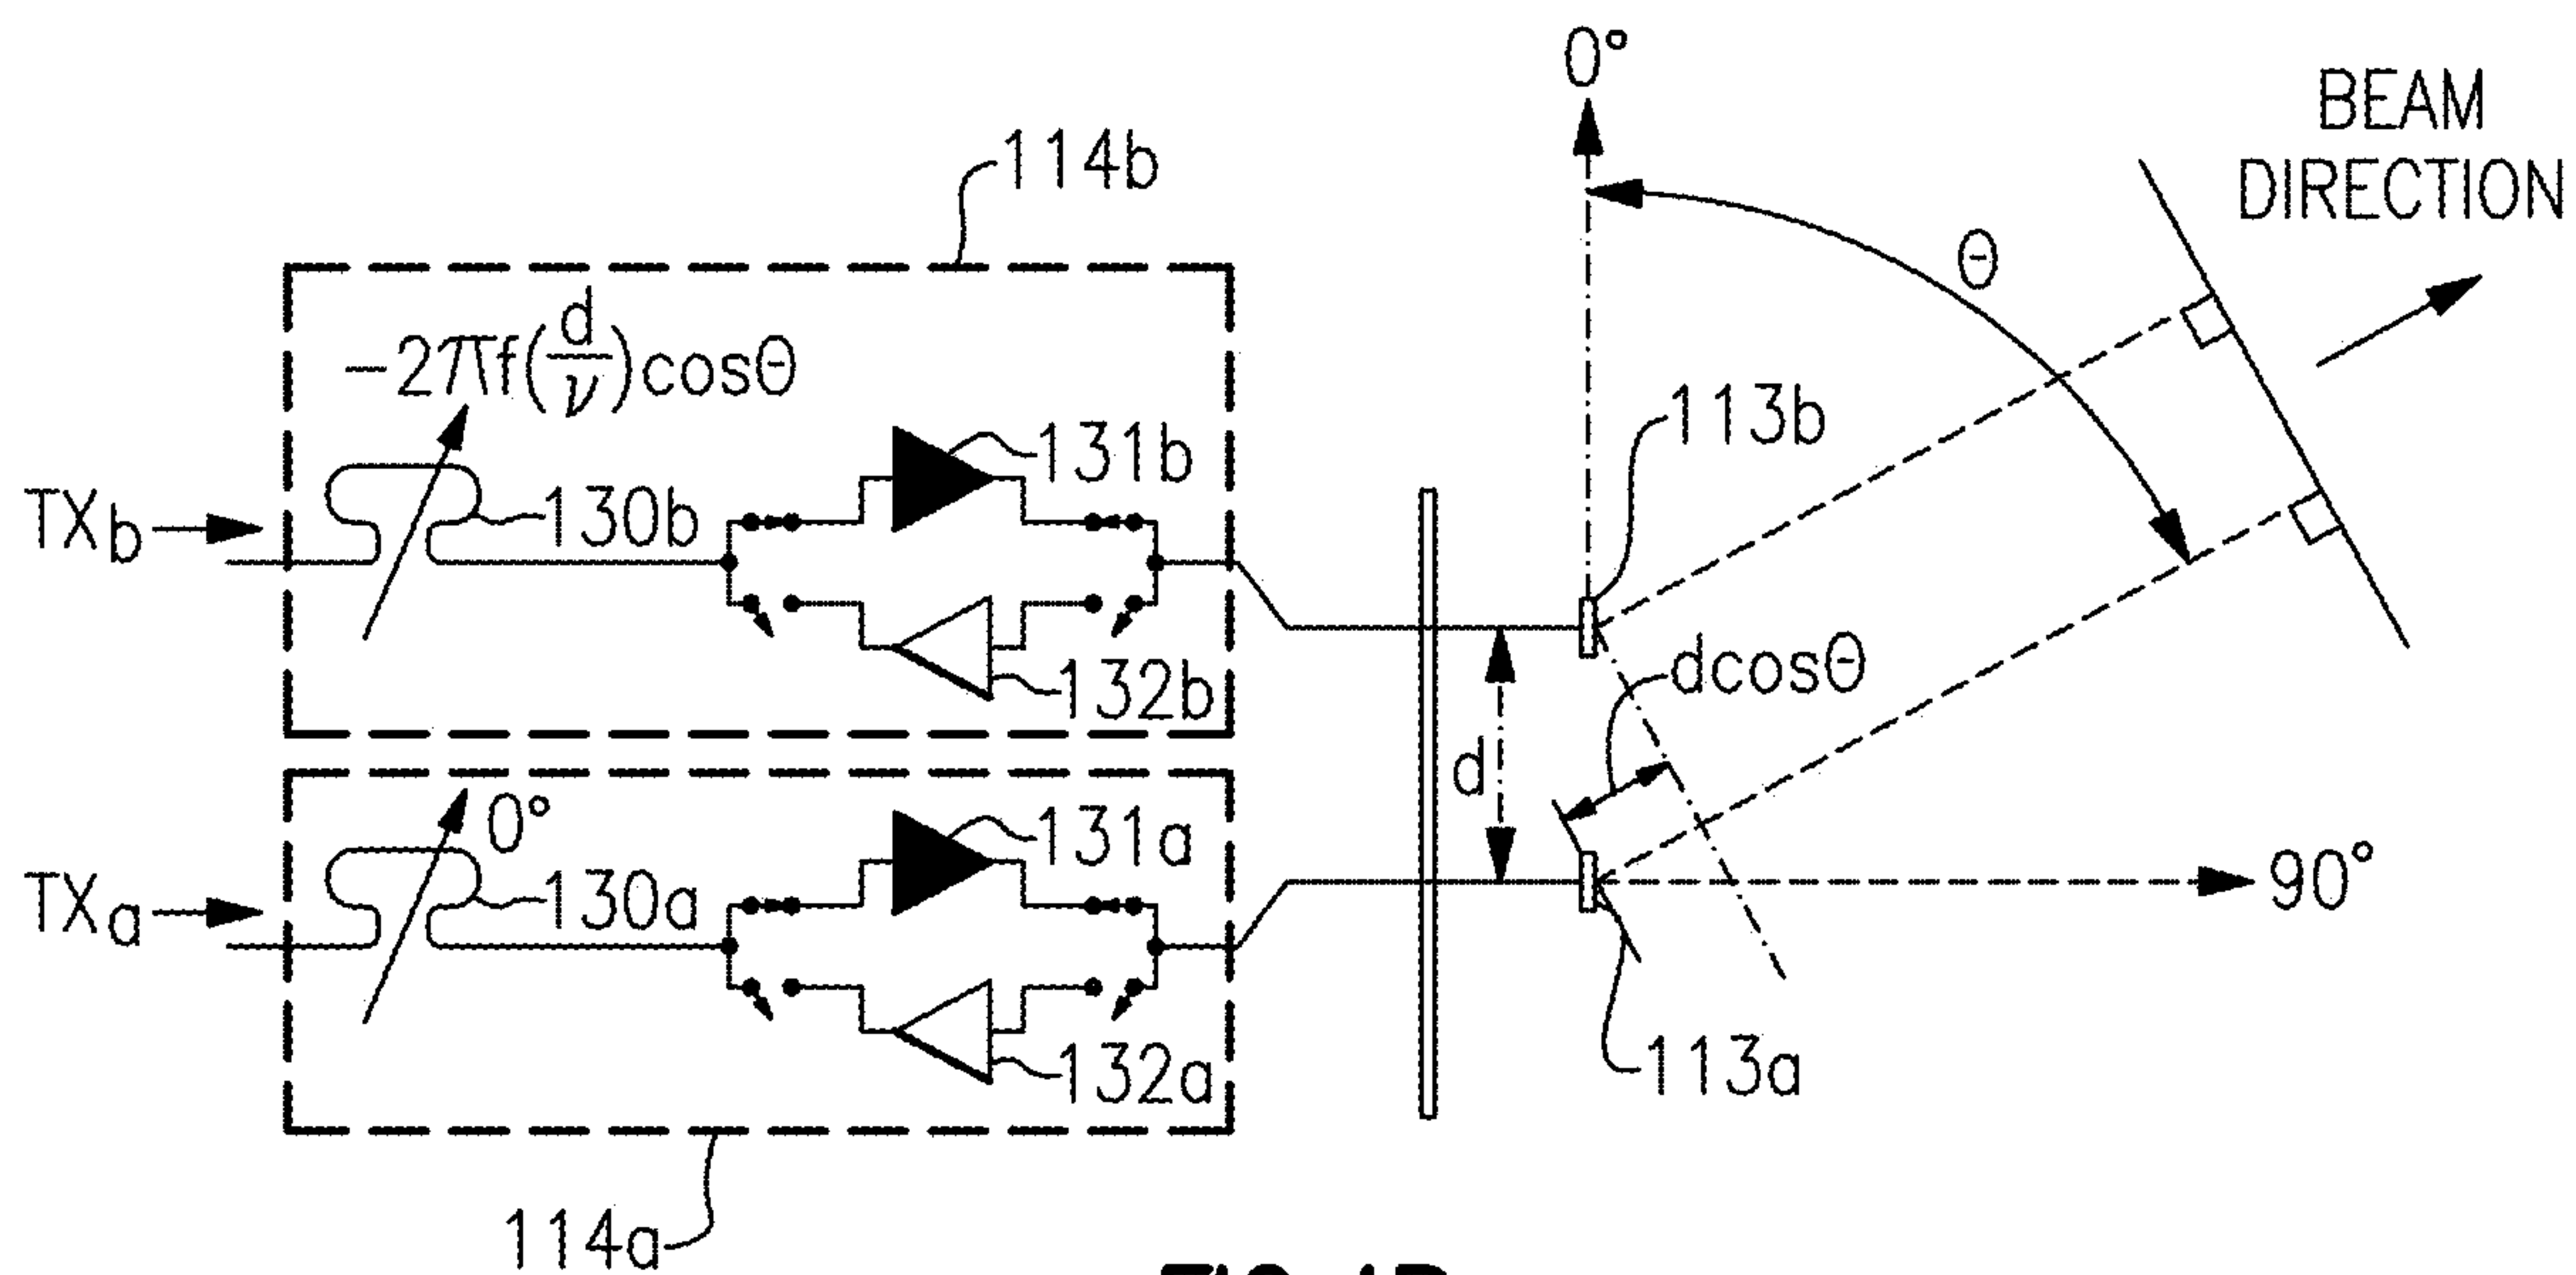 0°
BEAM
DIRECTION
θ
114b
-2πf(d/ν)cosθ
131b
TXb
130b
113b
132b
dcosθ
d
0°
131a
TXa
130a
90°
132a
113a
114a